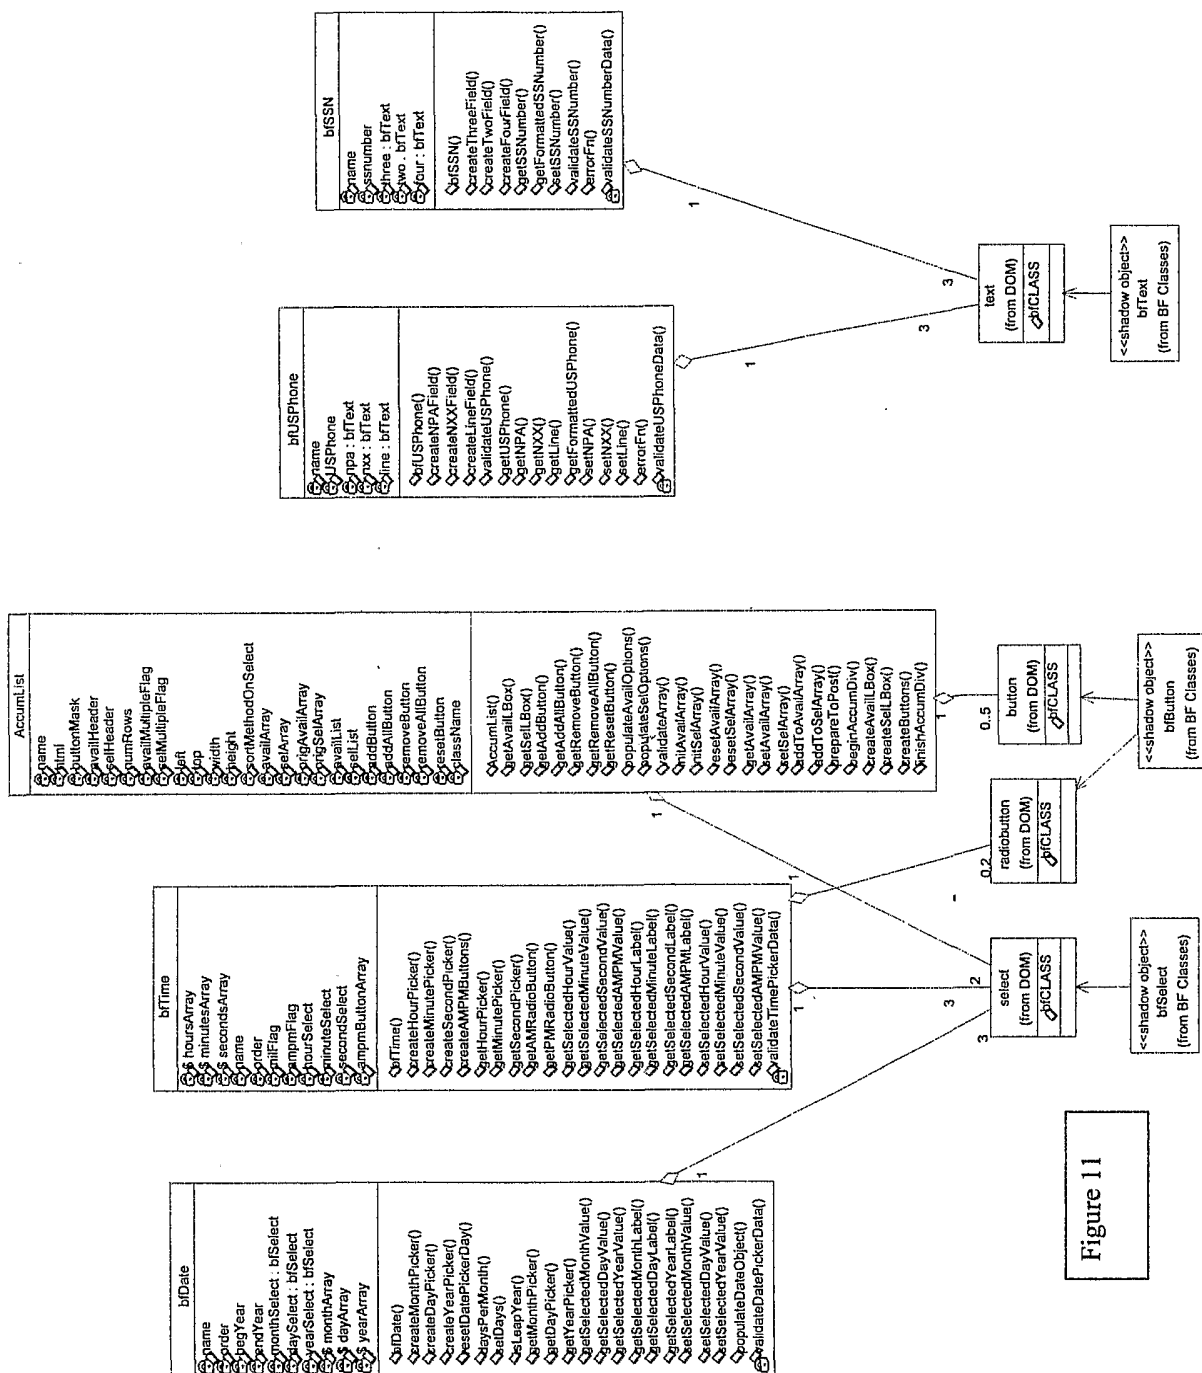 bfDate
name
order
begYear
endYear
monthSelect : bfSelect
daySelect : bfSelect
yearSelect : bfSelect
$ monthArray
$ dayArray
$ yearArray
bfDate()
createMonthPicker()
createDayPicker()
createYearPicker()
resetDatePickerDay()
daysPerMonth()
setDays()
isLeapYear()
getMonthPicker()
getDayPicker()
getYearPicker()
getSelectedMonthValue()
getSelectedDayValue()
getSelectedYearValue()
getSelectedMonthLabel()
getSelectedDayLabel()
getSelectedYearLabel()
setSelectedMonthValue()
setSelectedDayValue()
setSelectedYearValue()
populateDateObject()
validateDatePickerData()
1
3
bfTime
$ hoursArray
$ minutesArray
$ secondsArray
name
order
milFlag
ampmFlag
hourSelect
minuteSelect
secondSelect
ampmButtonArray
bfTime()
createHourPicker()
createMinutePicker()
createSecondPicker()
createAMPMButtons()
getHourPicker()
getMinutePicker()
getSecondPicker()
getAMRadioButton()
getPMRadioButton()
getSelectedHourValue()
getSelectedMinuteValue()
getSelectedSecondValue()
getSelectedAMPMValue()
getSelectedHourLabel()
getSelectedMinuteLabel()
getSelectedSecondLabel()
getSelectedAMPMLabel()
setSelectedHourValue()
setSelectedMinuteValue()
setSelectedSecondValue()
setSelectedAMPMValue()
validateTimePickerData()
1
3
1
0.2
AccumList
name
html
buttonMask
availHeader
selHeader
numRows
availMultipleFlag
selMultipleFlag
left
top
width
height
sortMethodOnSelect
availArray
selArray
origAvailArray
origSelArray
availList
selList
addButton
addAllButton
removeButton
removeAllButton
resetButton
className
AccumList()
getAvailLBox()
getSelLBox()
getAddButton()
getAddAllButton()
getRemoveButton()
getRemoveAllButton()
getResetButton()
populateAvailOptions()
populateSelOptions()
validateArray()
initAvailArray()
initSelArray()
resetAvailArray()
resetSelArray()
getAvailArray()
setAvailArray()
setSelArray()
addToAvailArray()
addToSelArray()
prepareToPost()
beginAccumDiv()
createAvailLBox()
createSelLBox()
createButtons()
finishAccumDiv()
1
2
1
0.5
bfUSPhone
name
USPhone
npa : bfText
nxx : bfText
line : bfText
bfUSPhone()
createNPAField()
createNXXField()
createLineField()
validateUSPhone()
getUSPhone()
getNPA()
getNXX()
getLine()
getFormattedUSPhone()
setNPA()
setNXX()
setLine()
errorFn()
validateUSPhoneData()
1
3
bfSSN
name
ssnumber
three : bfText
two . bfText
four : bfText
bfSSN()
createThreeField()
createTwoField()
createFourField()
getSSNumber()
getFormattedSSNumber()
setSSNumber()
validateSSNumber()
errorFn()
validateSSNumberData()
1
3
select
(from DOM)
bfCLASS
radiobutton
(from DOM)
bfCLASS
button
(from DOM)
bfCLASS
text
(from DOM)
bfCLASS
<<shadow object>>
bfSelect
(from BF Classes)
<<shadow object>>
bfButton
(from BF Classes)
<<shadow object>>
bfText
(from BF Classes)
Figure 11